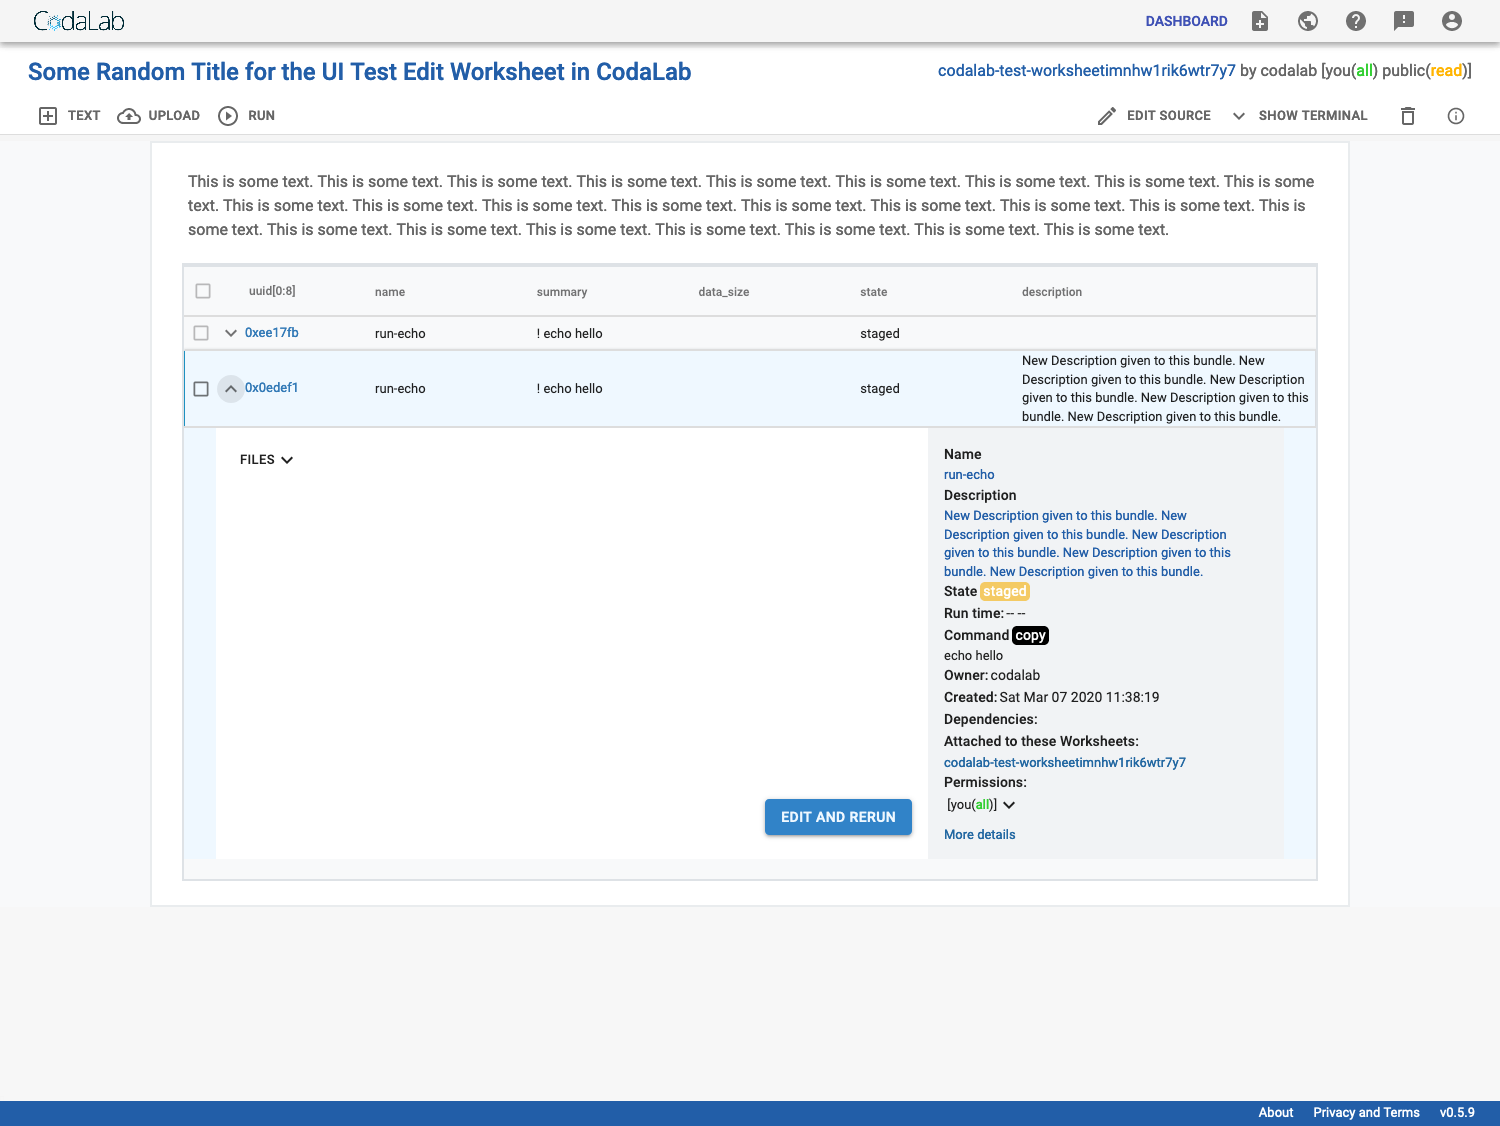 CodaLab
DASHBOARD
Some Random Title for the UI Test Edit Worksheet in CodaLab
codalab-test-worksheetimnhw1rik6wtr7y7 by codalab [you(all) public(read)]
TEXT UPLOAD RUN
EDIT SOURCE SHOW TERMINAL
This is some text. This is some text. This is some text. This is some text. This is some text. This is some text. This is some text. This is some text. This is some
text. This is some text. This is some text. This is some text. This is some text. This is some text. This is some text. This is some text. This is some text. This is
some text. This is some text. This is some text. This is some text. This is some text. This is some text. This is some text. This is some text.
uuid[0:8] name summary data_size state description
0xee17fb run-echo ! echo hello staged
0x0edef1 run-echo ! echo hello staged
New Description given to this bundle. New
Description given to this bundle. New Description
given to this bundle. New Description given to this
bundle. New Description given to this bundle.
FILES
EDIT AND RERUN
Name
run-echo
Description
New Description given to this bundle. New
Description given to this bundle. New Description
given to this bundle. New Description given to this
bundle. New Description given to this bundle.
State staged
Run time: -- --
Command copy
echo hello
Owner: codalab
Created: Sat Mar 07 2020 11:38:19
Dependencies:
Attached to these Worksheets:
codalab-test-worksheetimnhw1rik6wtr7y7
Permissions:
[you(all)]
More details
About Privacy and Terms v0.5.9